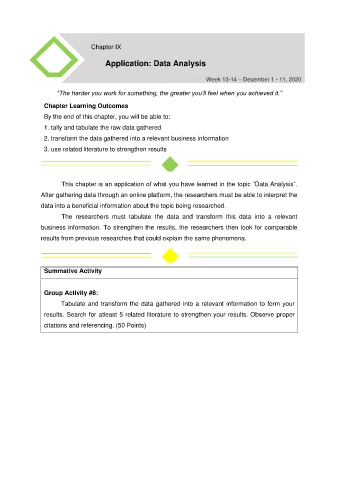 Chapter IX
Application: Data Analysis
Week 13-14 – December 1 - 11, 2020
"The harder you work for something, the greater you'll feel when you achieved it."
Chapter Learning Outcomes
By the end of this chapter, you will be able to:
1. tally and tabulate the raw data gathered
2. transform the data gathered into a relevant business information
3. use related literature to strengthen results
This chapter is an application of what you have learned in the topic "Data Analysis".
After gathering data through an online platform, the researchers must be able to interpret the
data into a beneficial information about the topic being researched.
The researchers must tabulate the data and transform this data into a relevant
business information. To strengthen the results, the researchers then look for comparable
results from previous researches that could explain the same phenomena.
Summative Activity
Group Activity #8:
Tabulate and transform the data gathered into a relevant information to form your
results. Search for atleast 5 related literature to strengthen your results. Observe proper
citations and referencing. (50 Points)